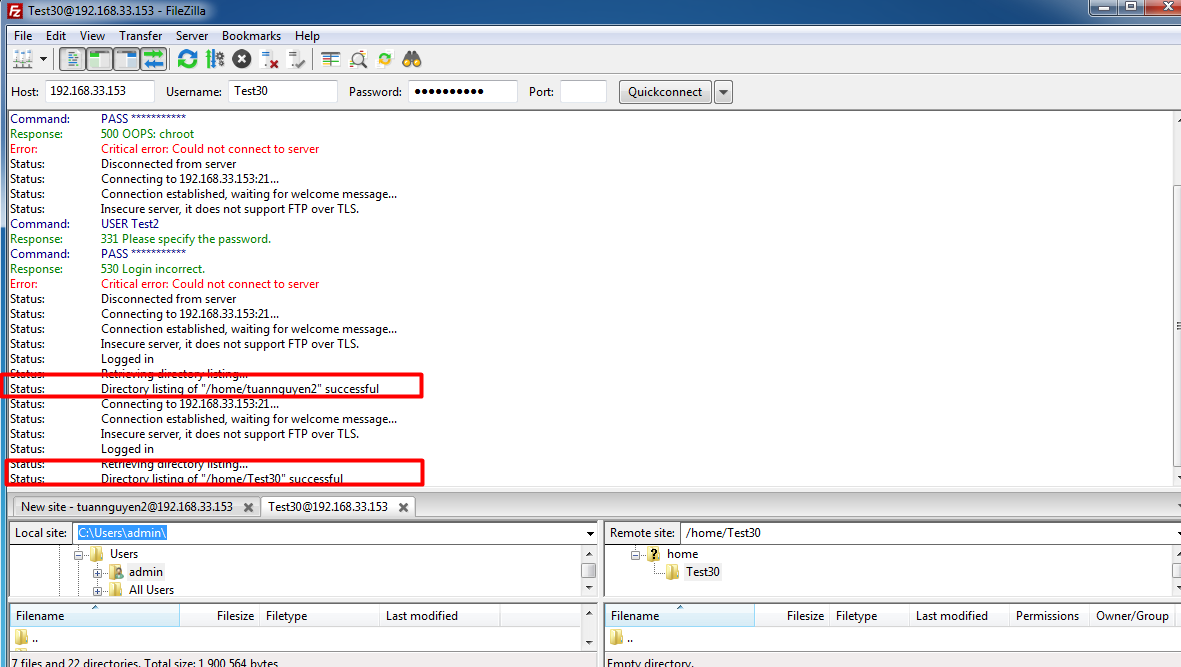 Test30@192.168.33.153 - FileZilla
File Edit View Transfer Server Bookmarks Help
Host: 192.168.33.153 Username: Test30 Password: ●●●●●●●●●● Port: Quickconnect
Command: PASS ***********
Response: 500 OOPS: chroot
Error: Critical error: Could not connect to server
Status: Disconnected from server
Status: Connecting to 192.168.33.153:21...
Status: Connection established, waiting for welcome message...
Status: Insecure server, it does not support FTP over TLS.
Command: USER Test2
Response: 331 Please specify the password.
Command: PASS ***********
Response: 530 Login incorrect.
Error: Critical error: Could not connect to server
Status: Disconnected from server
Status: Connecting to 192.168.33.153:21...
Status: Connection established, waiting for welcome message...
Status: Insecure server, it does not support FTP over TLS.
Status: Logged in
Status: Retrieving directory listing...
Status: Directory listing of "/home/tuannguyen2" successful
Status: Connecting to 192.168.33.153:21...
Status: Connection established, waiting for welcome message...
Status: Insecure server, it does not support FTP over TLS.
Status: Logged in
Status: Retrieving directory listing...
Status: Directory listing of "/home/Test30" successful
New site - tuannguyen2@192.168.33.153 Test30@192.168.33.153
Local site: C:\Users\admin\
Users
admin
All Users
Remote site: /home/Test30
home
Test30
Filename Filesize Filetype Last modified
..
7 files and 22 directories. Total size: 1,900,564 bytes
Filename Filesize Filetype Last modified Permissions Owner/Group
..
Empty directory.